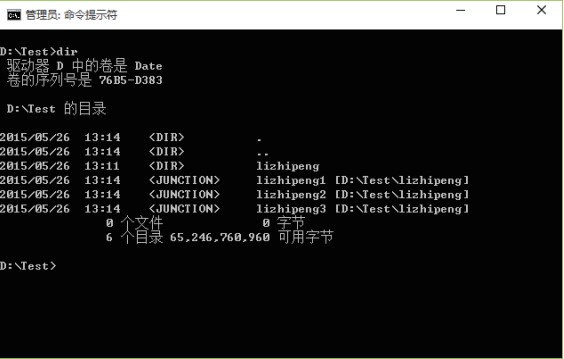 管理员: 命令提示符
D:\Test>dir
驱动器 D 中的卷是 Date
卷的序列号是 76B5-D383
D:\Test 的目录
2015/05/26 13:14 <DIR> .
2015/05/26 13:14 <DIR> ..
2015/05/26 13:11 <DIR> lizhipeng
2015/05/26 13:14 <JUNCTION> lizhipeng1 [D:\Test\lizhipeng]
2015/05/26 13:14 <JUNCTION> lizhipeng2 [D:\Test\lizhipeng]
2015/05/26 13:14 <JUNCTION> lizhipeng3 [D:\Test\lizhipeng]
0 个文件 0 字节
6 个目录 65,246,760,960 可用字节
D:\Test>